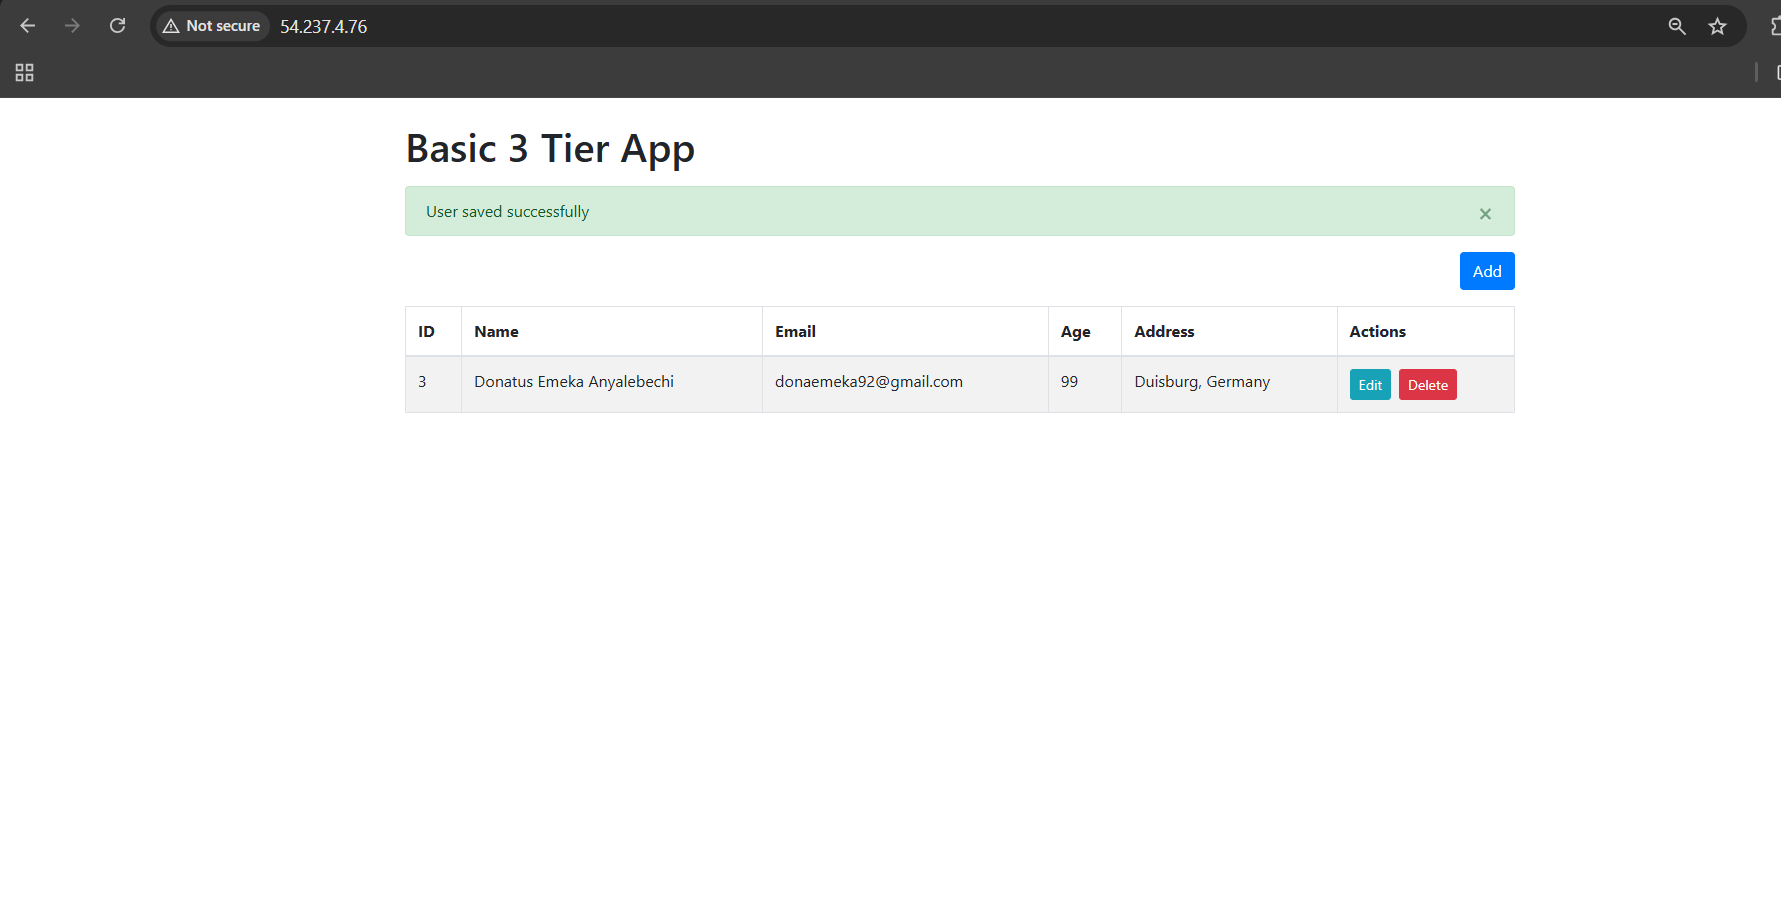 Not secure 54.237.4.76
Basic 3 Tier App
User saved successfully ×
Add
ID Name Email Age Address Actions
3 Donatus Emeka Anyalebechi donaemeka92@gmail.com 99 Duisburg, Germany Edit Delete